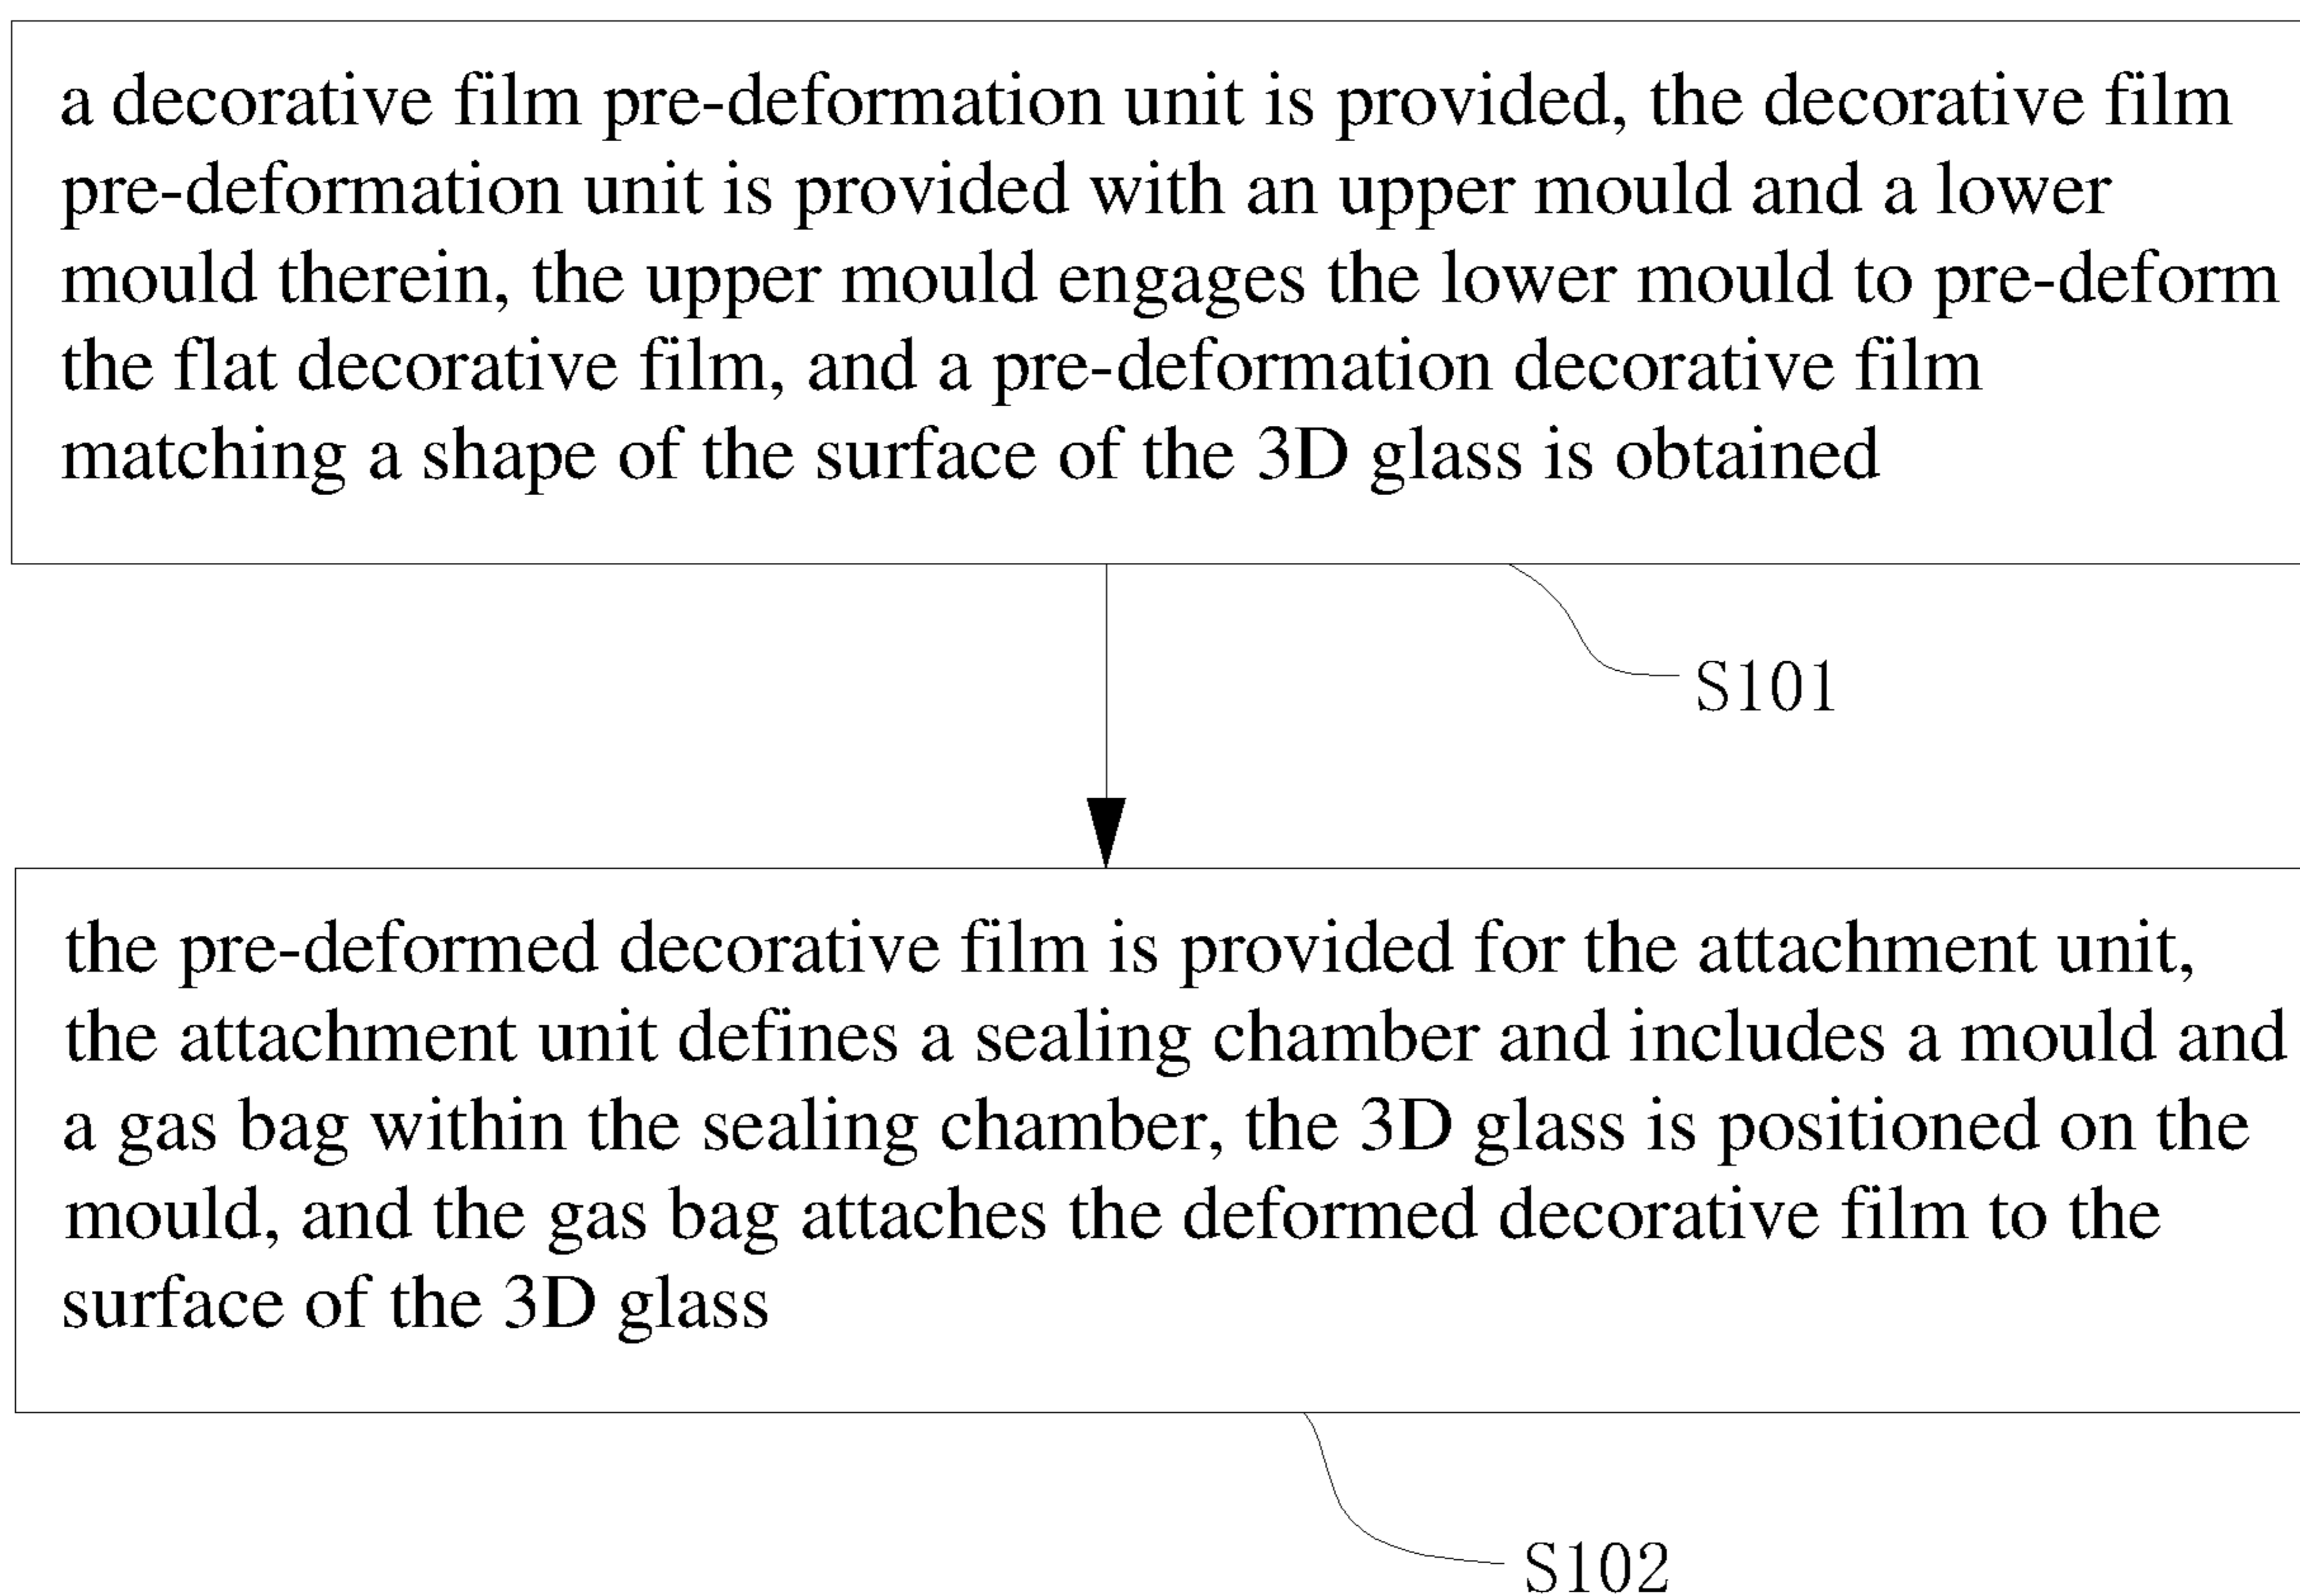 a decorative film pre-deformation unit is provided, the decorative film
pre-deformation unit is provided with an upper mould and a lower
mould therein, the upper mould engages the lower mould to pre-deform
the flat decorative film, and a pre-deformation decorative film
matching a shape of the surface of the 3D glass is obtained
S101
the pre-deformed decorative film is provided for the attachment unit,
the attachment unit defines a sealing chamber and includes a mould and
a gas bag within the sealing chamber, the 3D glass is positioned on the
mould, and the gas bag attaches the deformed decorative film to the
surface of the 3D glass
S102